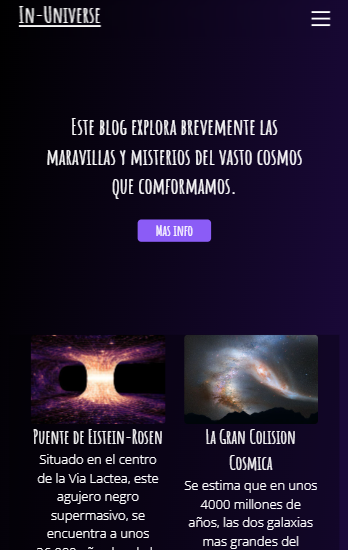 In-Universe
Este blog explora brevemente las
maravillas y misterios del vasto cosmos
que comformamos.
Mas info
Puente de Eistein-Rosen
Situado en el centro
de la Via Lactea, este
agujero negro
supermasivo, se
encuentra a unos
La Gran Colision
Cosmica
Se estima que en unos
4000 millones de
años, las dos galaxias
mas grandes del